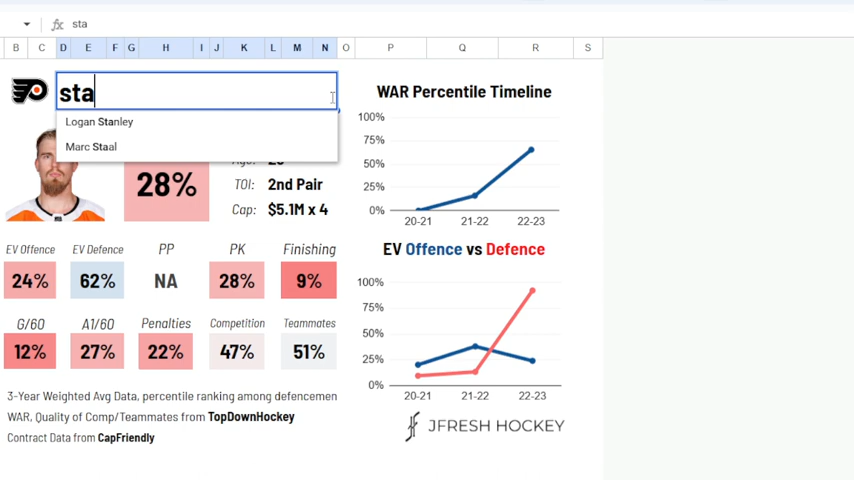 sta
B C D E F G H I J K L M N O P Q R S
sta
Logan Stanley
Marc Staal
28%
TOI: 2nd Pair
Cap: $5.1M x 4
EV Offence EV Defence PP PK Finishing
24% 62% NA 28% 9%
G/60 A1/60 Penalties Competition Teammates
12% 27% 22% 47% 51%
3-Year Weighted Avg Data, percentile ranking among defencemen
WAR, Quality of Comp/Teammates from TopDownHockey
Contract Data from CapFriendly
WAR Percentile Timeline
100%
75%
50%
25%
0%
20-21 21-22 22-23
EV Offence vs Defence
100%
75%
50%
25%
0%
20-21 21-22 22-23
JFRESH HOCKEY